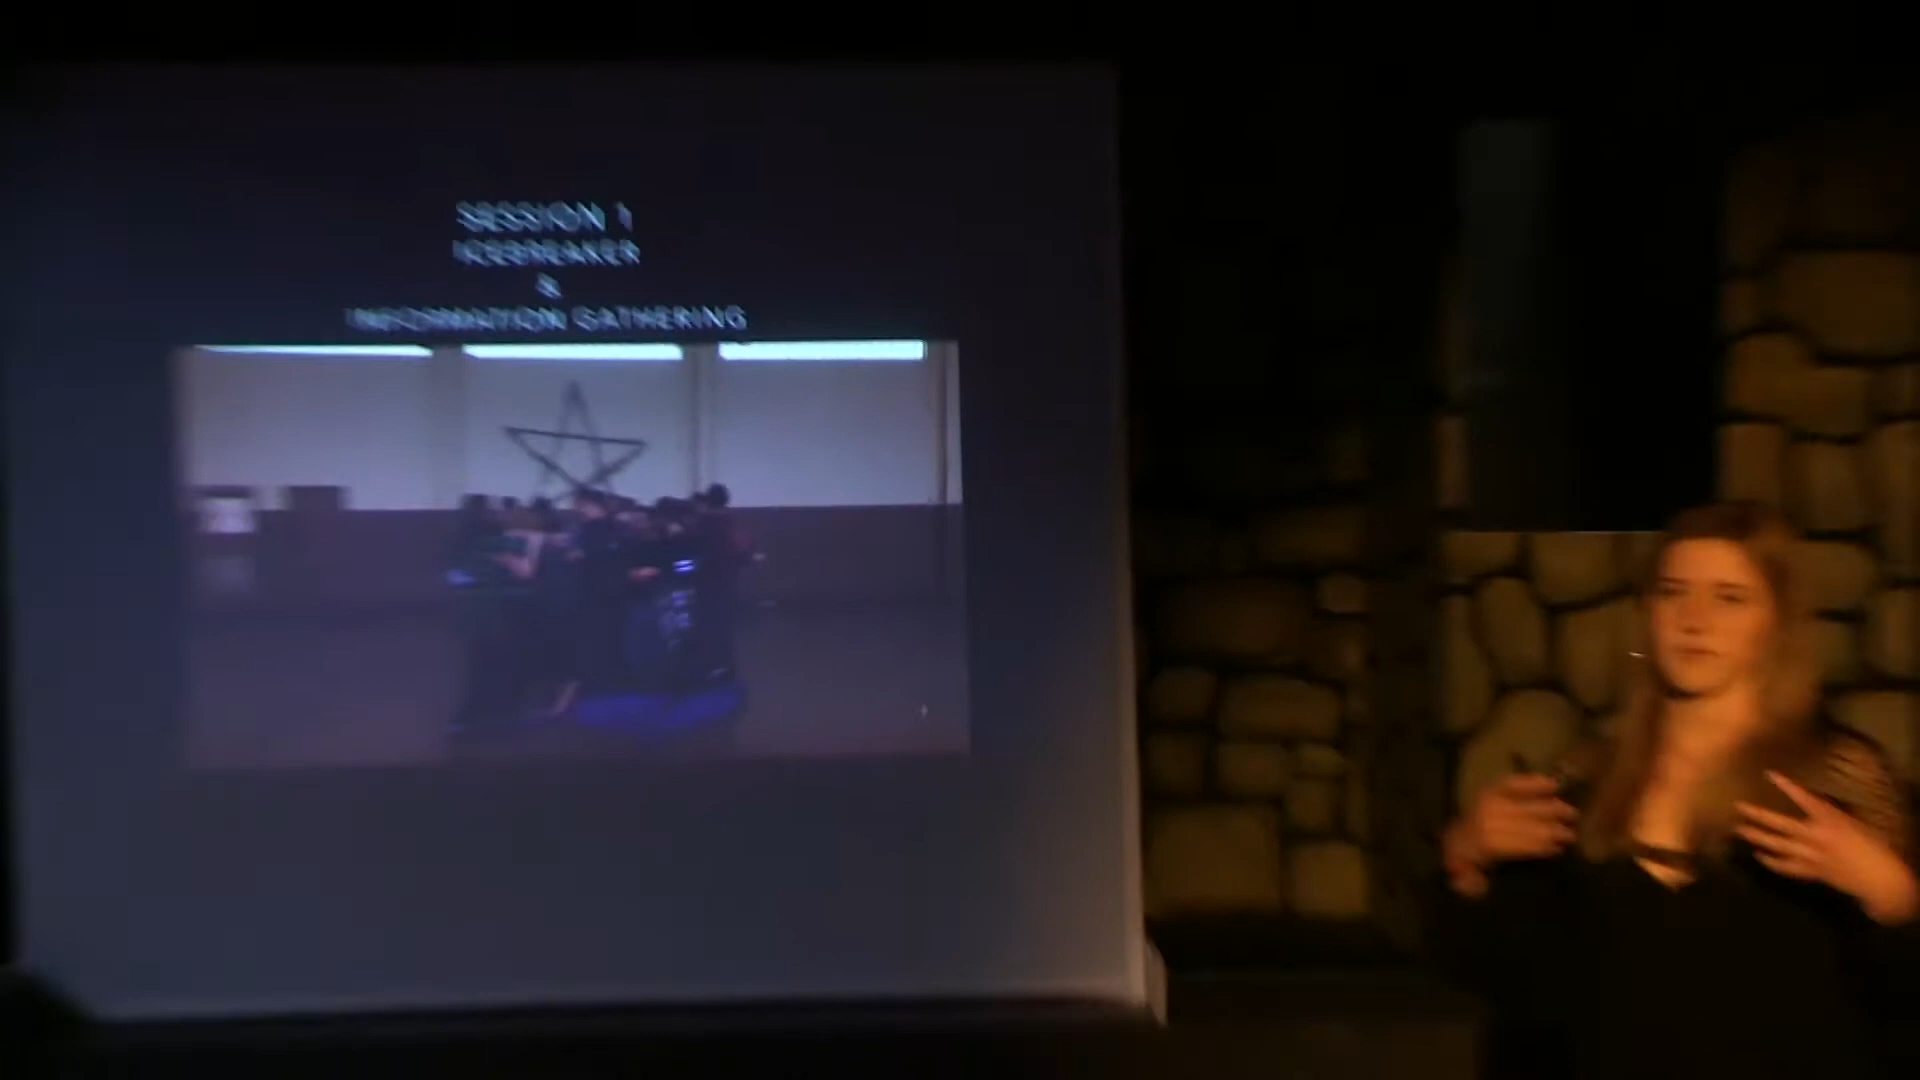 SESSION 1
ICEBREAKER
&
INFORMATION GATHERING